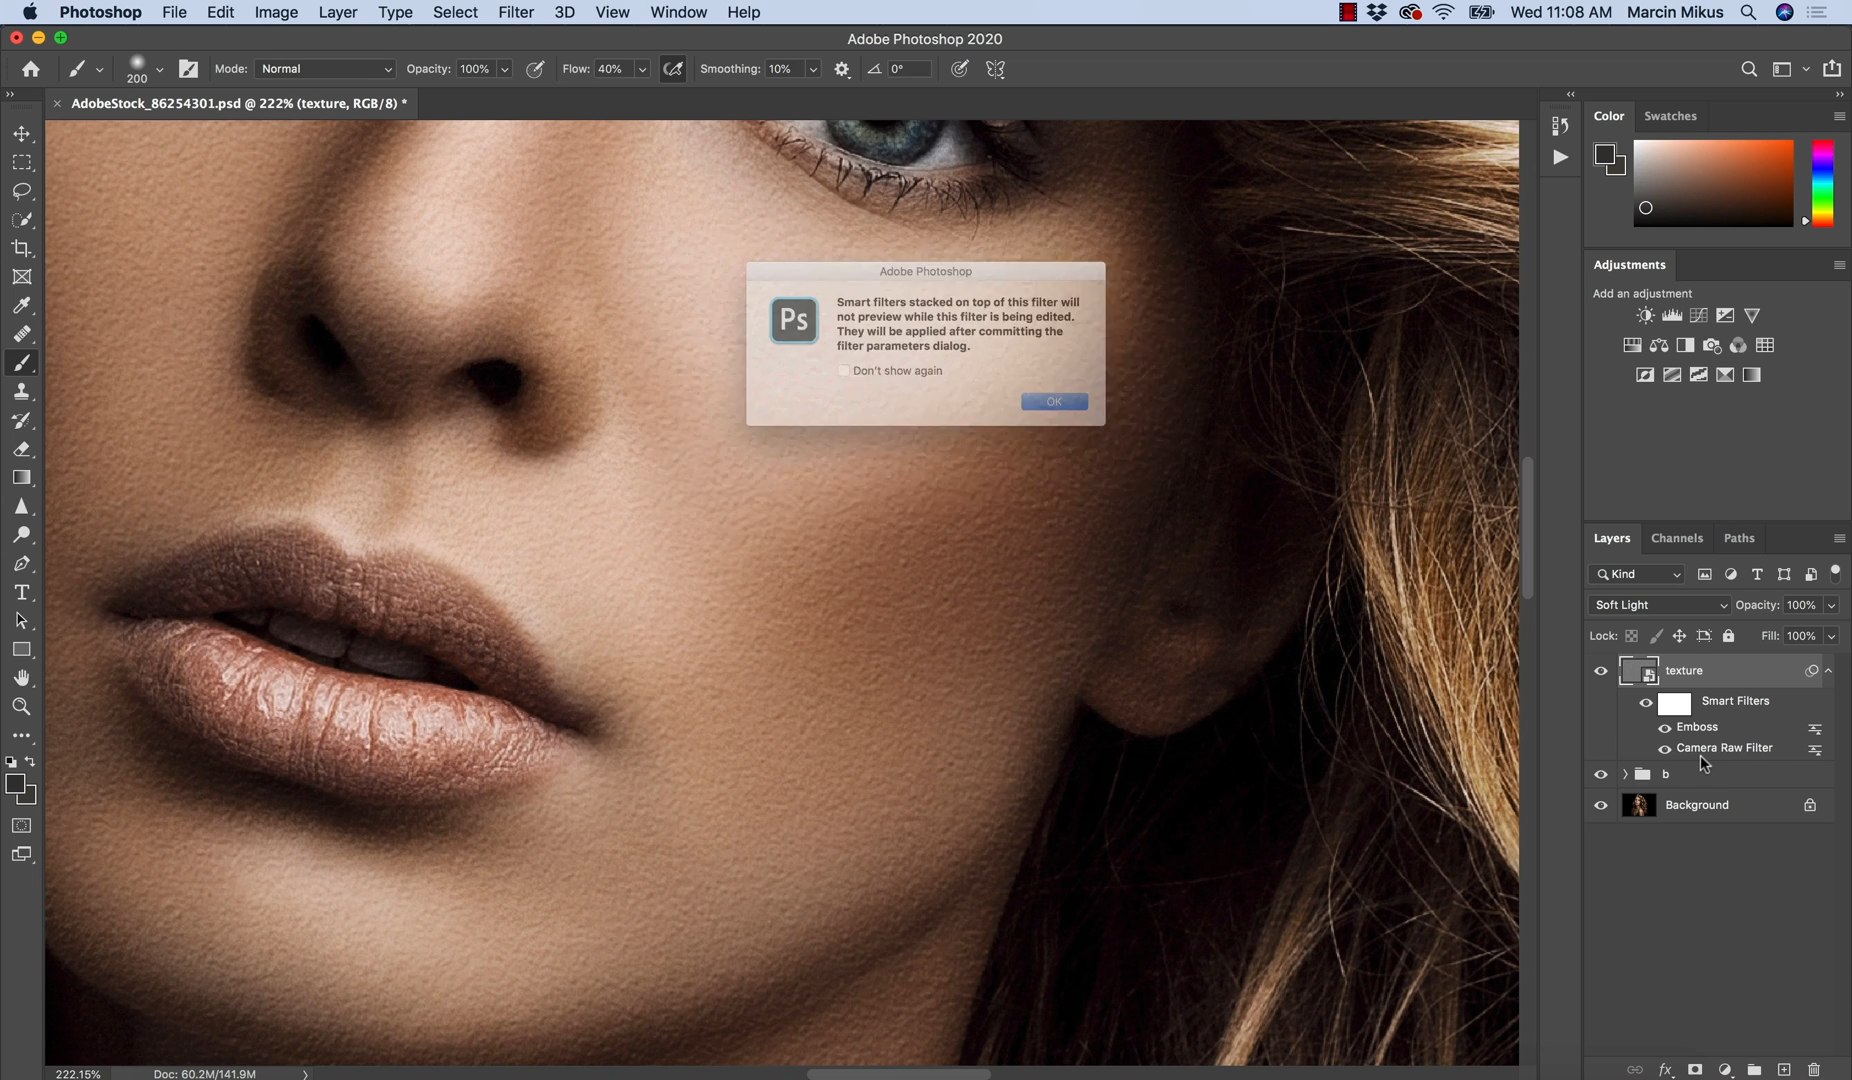 Photoshop File Edit Image Layer Type Select Filter 3D View Window Help Wed 11:08 AM Marcin Mikus
Adobe Photoshop 2020
200 Mode: Normal Opacity: 100% Flow: 40% Smoothing: 10% 0°
AdobeStock_86254301.psd @ 222% (texture, RGB/8) *
Color Swatches
Adjustments
Add an adjustment
Adobe Photoshop
Ps
Smart filters stacked on top of this filter will
not preview while this filter is being edited.
They will be applied after committing the
filter parameters dialog.
Don't show again
OK
Layers Channels Paths
Kind
Soft Light Opacity: 100%
Lock: Fill: 100%
texture
Smart Filters
Emboss
Camera Raw Filter
b
Background
222.15% Doc: 60.2M/141.9M
fx